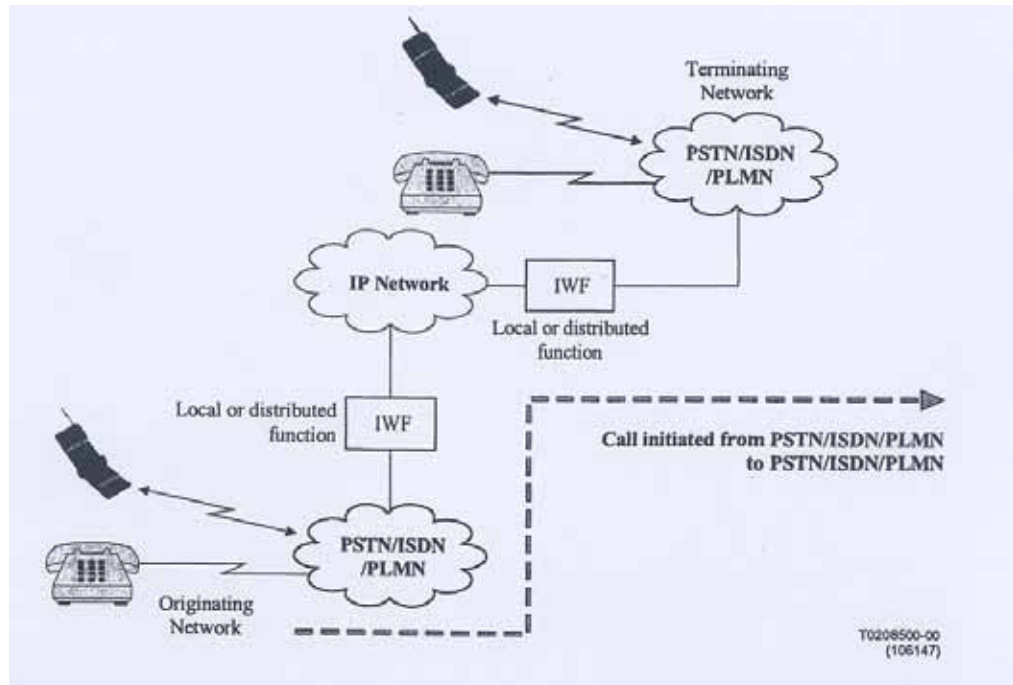 Terminating
Network
PSTN/ISDN
/PLMN
IP Network
IWF
Local or distributed
function
Local or distributed
function
IWF
Call initiated from PSTN/ISDN/PLMN
to PSTN/ISDN/PLMN
PSTN/ISDN
/PLMN
Originating
Network
T0208500-00
(106147)